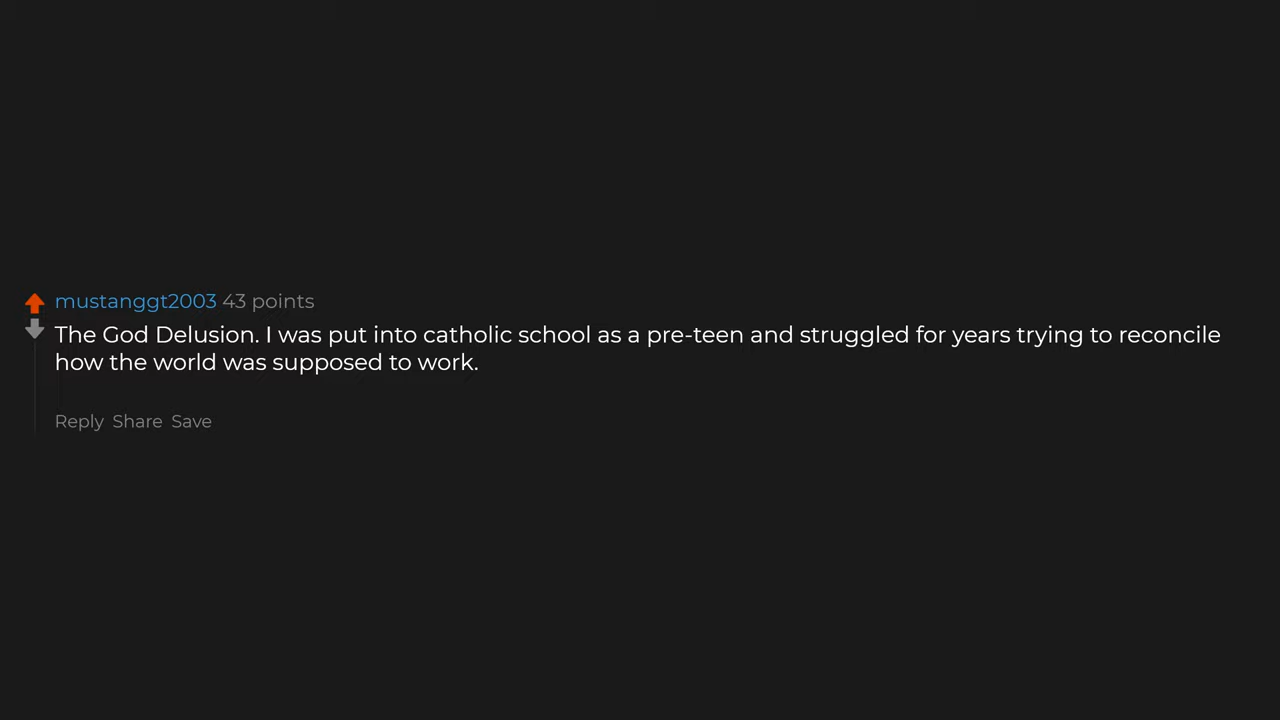 mustanggt2003 43 points
The God Delusion. I was put into catholic school as a pre-teen and struggled for years trying to reconcile
how the world was supposed to work.
Reply Share Save